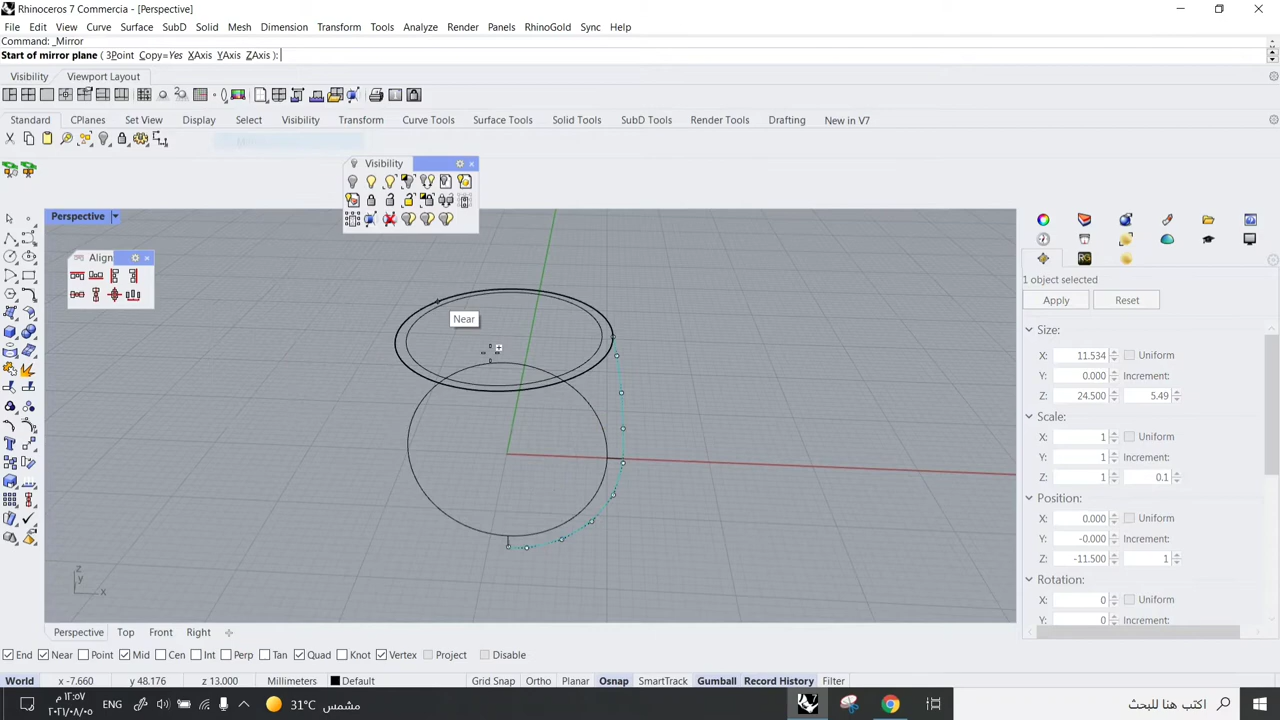 Rhinoceros 7 Commercia - [Perspective]
File Edit View Curve Surface SubD Solid Mesh Dimension Transform Tools Analyze Render Panels RhinoGold Sync Help
Command: _Mirror
Start of mirror plane ( 3Point Copy=Yes XAxis YAxis ZAxis ):
Visibility Viewport Layout
Standard CPlanes Set View Display Select Visibility Transform Curve Tools Surface Tools Solid Tools SubD Tools Render Tools Drafting New in V7
Visibility
Perspective
Align
RG
1 object selected
Near
Apply Reset
Size:
X: 11.534 Uniform
Y: 0.000 Increment:
Z: 24.500 5.49
Scale:
X: 1 Uniform
Y: 1 Increment:
Z: 1 0.1
Position:
X: 0.000 Uniform
Y: -0.000 Increment:
Z: -11.500 1
Rotation:
X: 0 Uniform
Y: 0 Increment:
z
y
x
Perspective Top Front Right
End Near Point Mid Cen Int Perp Tan Quad Knot Vertex Project Disable
World x -7.660 y 48.176 z 13.000 Millimeters Default Grid Snap Ortho Planar Osnap SmartTrack Gumball Record History Filter
١٢:٥٧ م
٢٠٢١/٠٨/٠٥
ENG
31°C مشمس
اكتب هنا للبحث